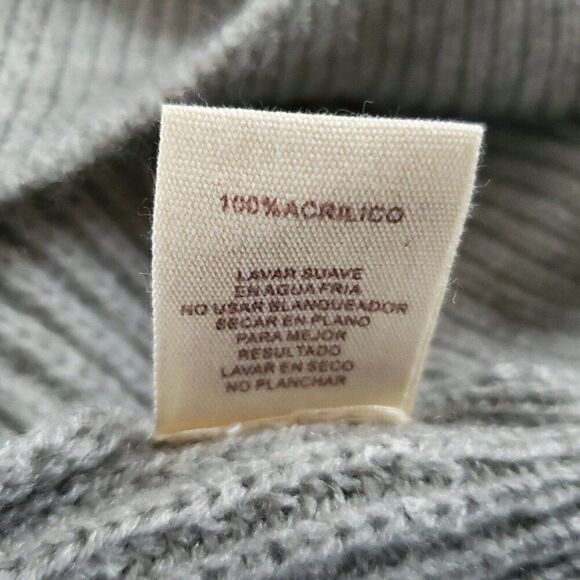 100%ACRILICO
LAVAR SUAVE
EN AGUA FRIA
NO USAR BLANQUEADOR
SECAR EN PLANO
PARA MEJOR
RESULTADO
LAVAR EN SECO
NO PLANCHAR